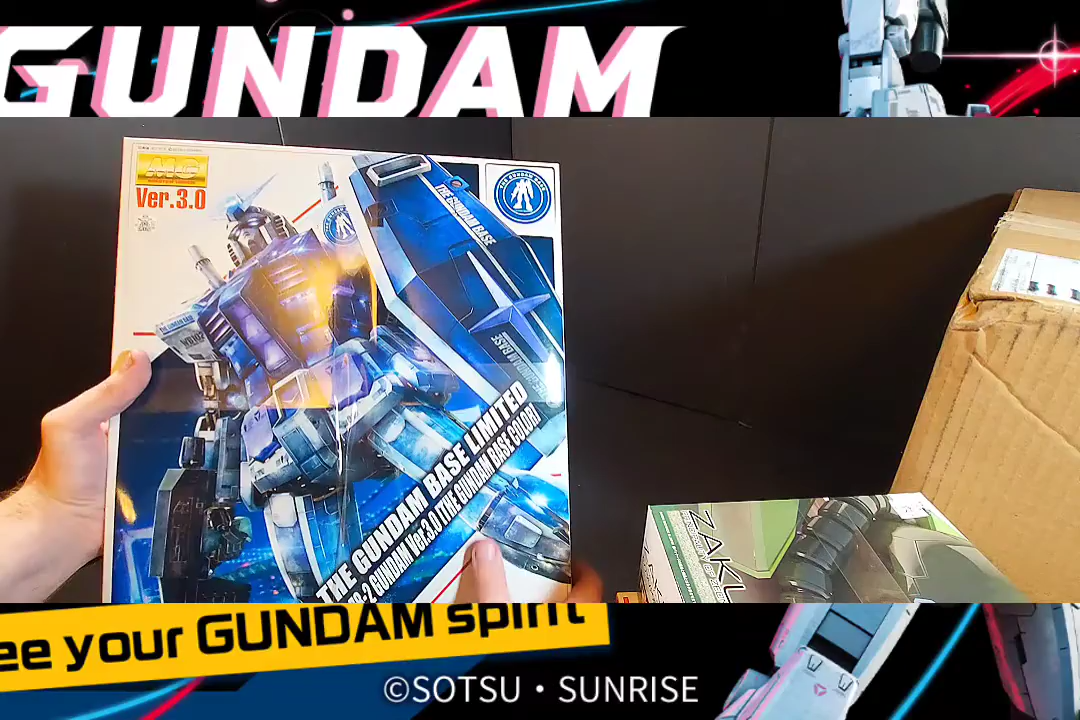 GUNDAM
MG
Ver.3.0
THE GUNDAM BASE
THE GUNDAM BASE LIMITED
GUNDAM Ver.3.0 [THE GUNDAM BASE COLOR]
ZAKU
ee your GUNDAM spirit
©SOTSU・SUNRISE